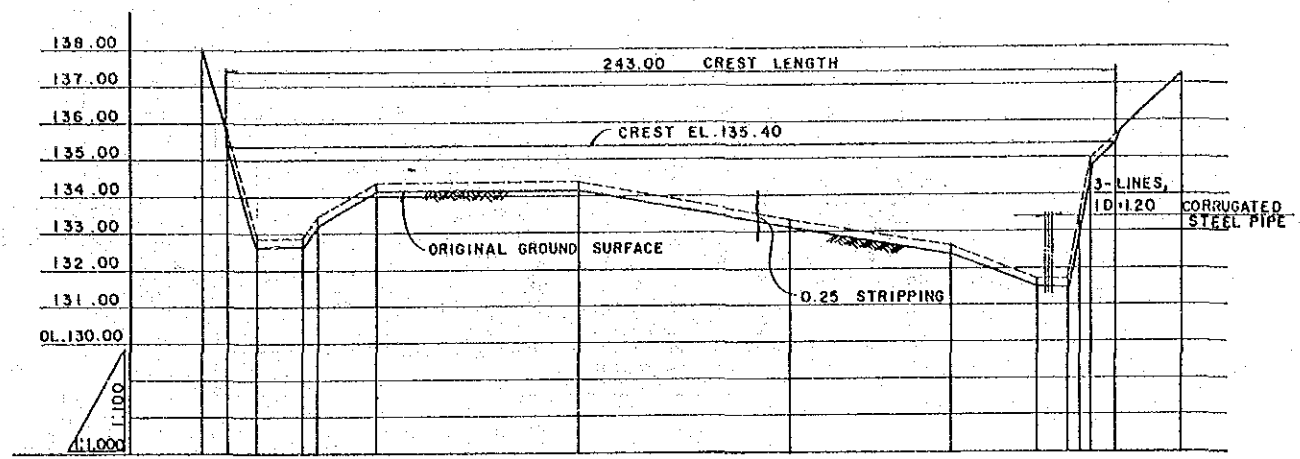 138.00
137.00
136.00
135.00
134.00
133.00
132.00
131.00
DL.130.00
243.00 CREST LENGTH
CREST EL.135.40
ORIGINAL GROUND SURFACE
0.25 STRIPPING
3-LINES,
ID=1.20 CORRUGATED
STEEL PIPE
1:100
1:1,000